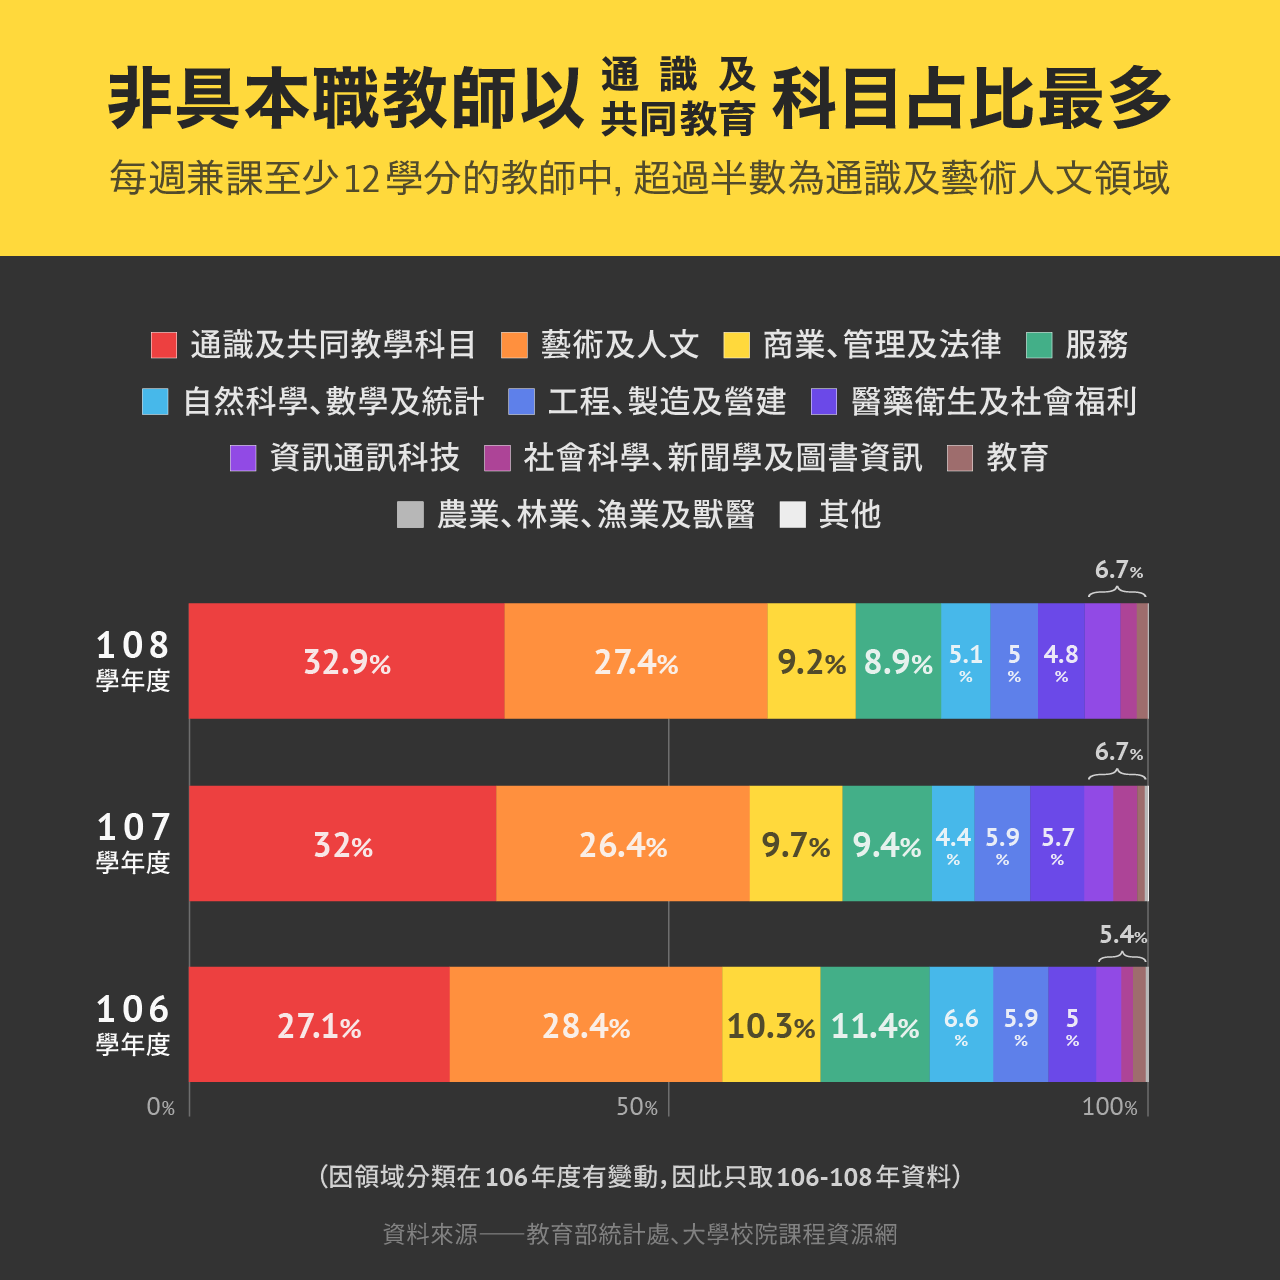 非具本職教師以通識及共同教育科目占比最多
每週兼課至少12學分的教師中, 超過半數為通識及藝術人文領域
通識及共同教學科目 藝術及人文 商業、管理及法律 服務
自然科學、數學及統計 工程、製造及營建 醫藥衛生及社會福利
資訊通訊科技 社會科學、新聞學及圖書資訊 教育
農業、林業、漁業及獸醫 其他
6.7%
108
學年度
32.9% 27.4% 9.2% 8.9% 5.1% 5% 4.8%
6.7%
107
學年度
32% 26.4% 9.7% 9.4% 4.4% 5.9% 5.7%
5.4%
106
學年度
27.1% 28.4% 10.3% 11.4% 6.6% 5.9% 5%
0% 50% 100%
（因領域分類在106年度有變動，因此只取106-108年資料）
資料來源——教育部統計處、大學校院課程資源網